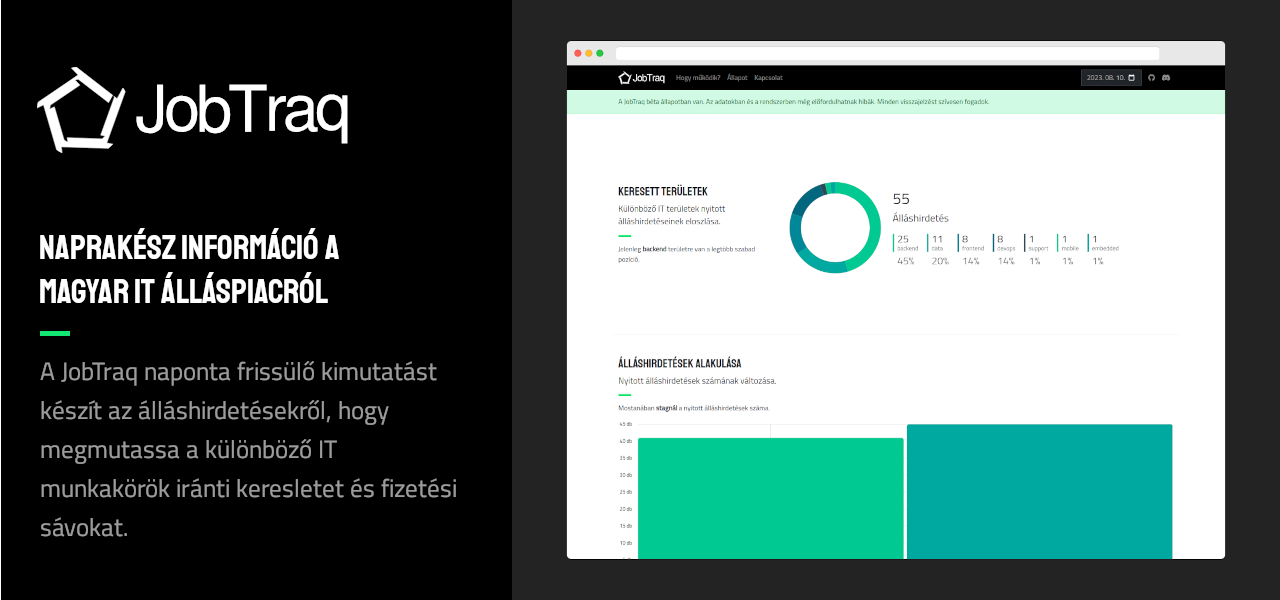 JobTraq
NAPRAKÉSZ INFORMÁCIÓ A
MAGYAR IT ÁLLÁSPIACRÓL
A JobTraq naponta frissülő kimutatást
készít az álláshirdetésekről, hogy
megmutassa a különböző IT
munkakörök iránti keresletet és fizetési
sávokat.
JobTraq Hogy működik? Állapot Kapcsolat 2023. 08. 10.
A JobTraq béta állapotban van. Az adatokban és a rendszerben még előfordulhatnak hibák. Minden visszajelzést szívesen fogadok.
KERESETT TERÜLETEK
Különböző IT területek nyitott
álláshirdetéseinek eloszlása.
Jelenleg backend területre van a legtöbb szabad
pozíció.
55
Álláshirdetés
25 11 8 8 1 1 1
backend data frontend devops support mobile embedded
45% 20% 14% 14% 1% 1% 1%
ÁLLÁSHIRDETÉSEK ALAKULÁSA
Nyitott álláshirdetések számának változása.
Mostanában stagnál a nyitott álláshirdetések száma.
45 db
40 db
35 db
30 db
25 db
20 db
15 db
10 db